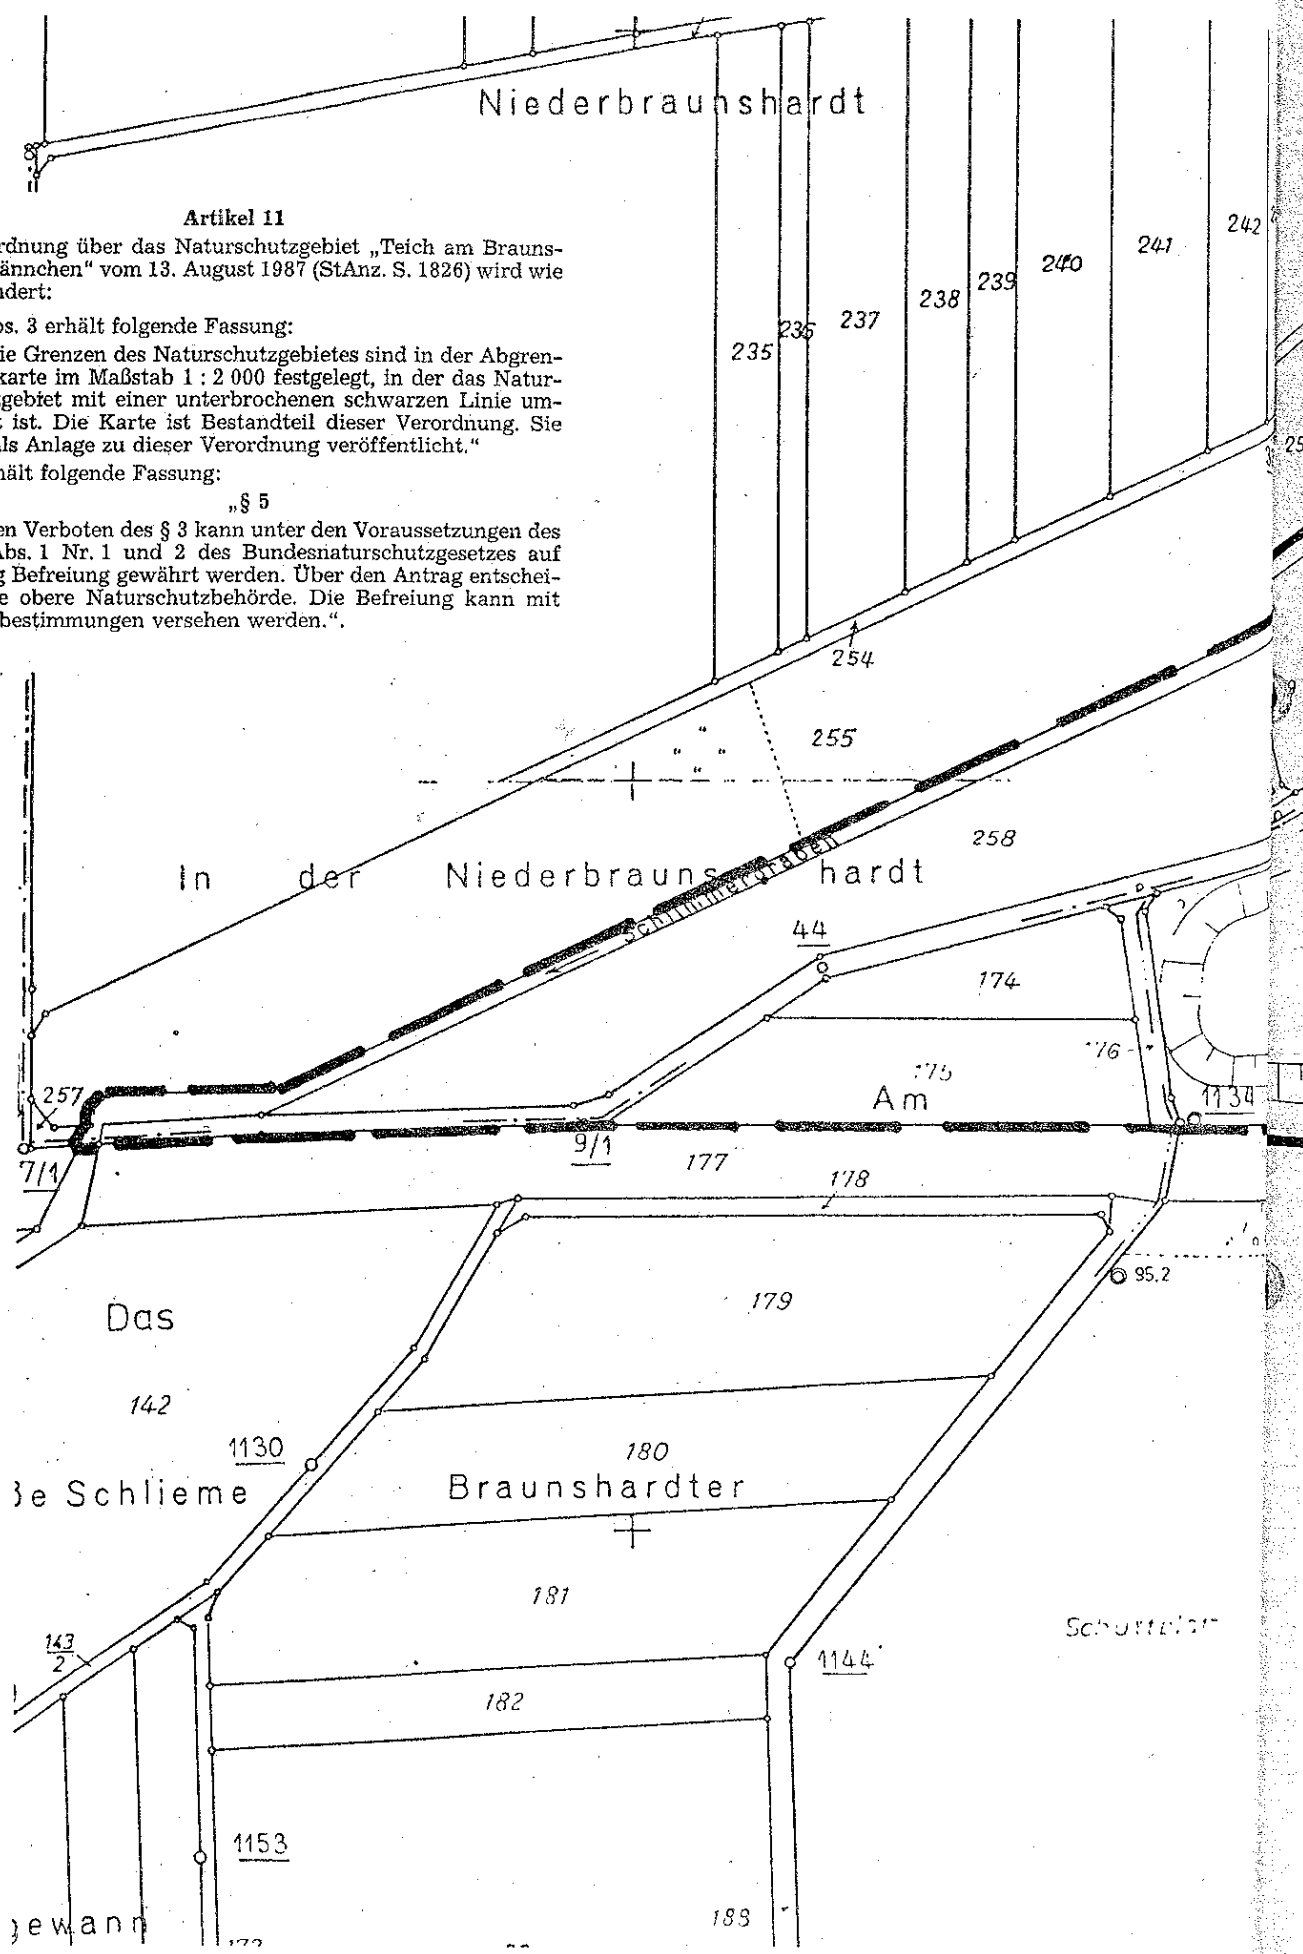 Niederbraunshardt
Artikel 11
rdnung über das Naturschutzgebiet „Teich am Brauns-
ännchen“ vom 13. August 1987 (StAnz. S. 1826) wird wie
ndert:
bs. 3 erhält folgende Fassung:
ie Grenzen des Naturschutzgebietes sind in der Abgren-
karte im Maßstab 1 : 2 000 festgelegt, in der das Natur-
gebiet mit einer unterbrochenen schwarzen Linie um-
t ist. Die Karte ist Bestandteil dieser Verordnung. Sie
als Anlage zu dieser Verordnung veröffentlicht.“
hält folgende Fassung:
„§ 5
en Verboten des § 3 kann unter den Voraussetzungen des
Abs. 1 Nr. 1 und 2 des Bundesnaturschutzgesetzes auf
g Befreiung gewährt werden. Über den Antrag entschei-
e obere Naturschutzbehörde. Die Befreiung kann mit
bestimmungen versehen werden.“.
235 236 237 238 239 240 241 242
254
255
258
In der Niederbraunshardt
Schlimmergraben
44
174
175
176
Am
257
7/1
9/1
1134
177
178
95.2
179
Das
142
1130
180
ße Schlieme
Braunshardter
181
143
2
1144
182
1153
188
gewann